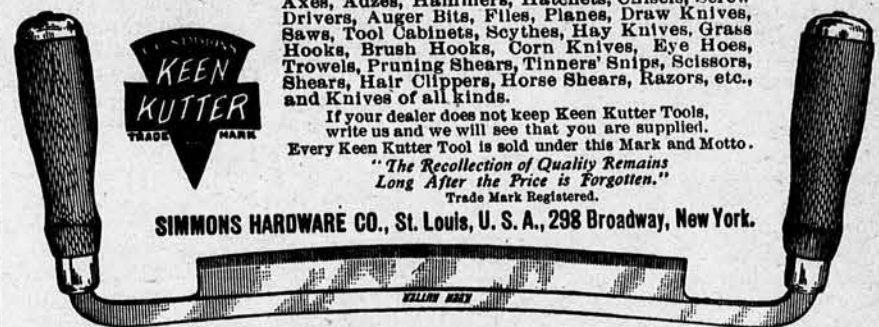 Axes, Adzes, Hammers, Hatchets, Chisels, Screw
Drivers, Auger Bits, Files, Planes, Draw Knives,
Saws, Tool Cabinets, Scythes, Hay Knives, Grass
Hooks, Brush Hooks, Corn Knives, Eye Hoes,
Trowels, Pruning Shears, Tinners' Snips, Scissors,
Shears, Hair Clippers, Horse Shears, Razors, etc.,
and Knives of all kinds.
If your dealer does not keep Keen Kutter Tools,
write us and we will see that you are supplied.
Every Keen Kutter Tool is sold under this Mark and Motto.
"The Recollection of Quality Remains
Long After the Price is Forgotten."
Trade Mark Registered.
E.C. SIMMONS
KEEN
KUTTER
TRADE MARK
SIMMONS HARDWARE CO., St. Louis, U. S. A., 298 Broadway, New York.
KEEN KUTTER